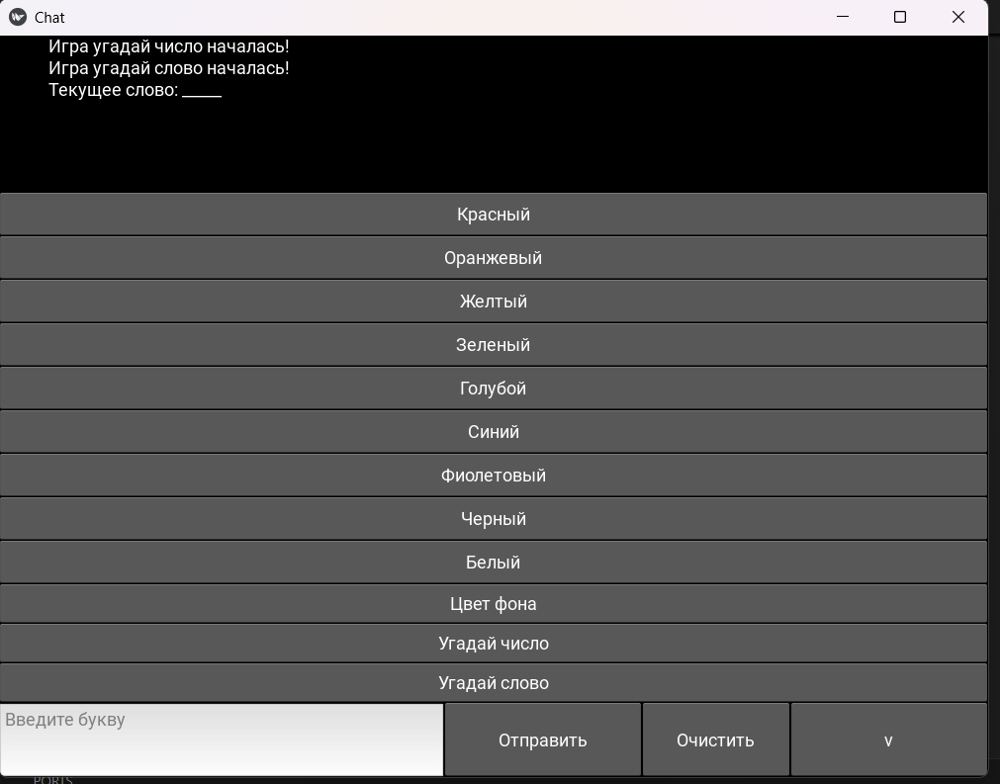 Chat
Игра угадай число началась!
Игра угадай слово началась!
Текущее слово: _____
Красный
Оранжевый
Желтый
Зеленый
Голубой
Синий
Фиолетовый
Черный
Белый
Цвет фона
Угадай число
Угадай слово
Введите букву
Отправить
Очистить
v
PORTS